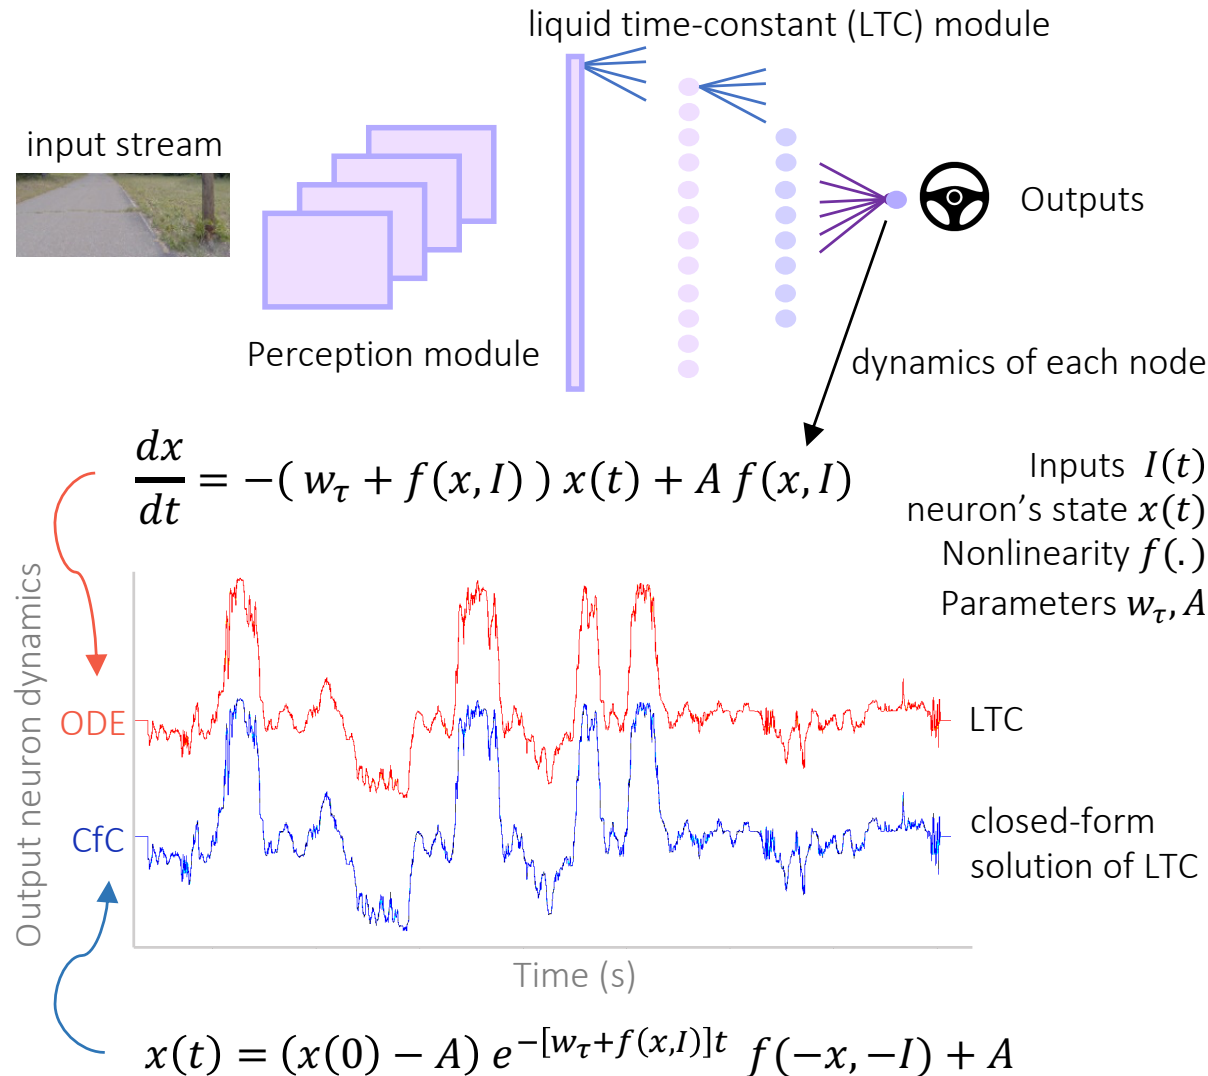 liquid time-constant (LTC) module
input stream
Outputs
Perception module
dynamics of each node
dx/dt = −( w_τ + f(x, I) ) x(t) + A f(x, I)
Inputs I(t)
neuron’s state x(t)
Nonlinearity f(.)
Parameters w_τ, A
Output neuron dynamics
ODE
LTC
CfC
closed-form
solution of LTC
Time (s)
x(t) = (x(0) − A) e^{−[w_τ+f(x,I)]t} f(−x, −I) + A